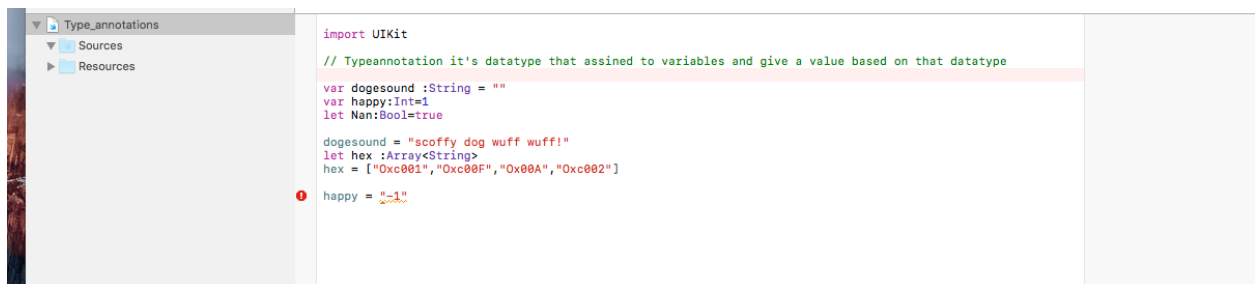 Type_annotations
Sources
Resources
import UIKit
// Typeannotation it's datatype that assined to variables and give a value based on that datatype
var dogesound :String = ""
var happy:Int=1
let Nan:Bool=true
dogesound = "scoffy dog wuff wuff!"
let hex :Array<String>
hex = ["Oxc001","Oxc00F","Ox00A","Oxc002"]
happy = "-1"